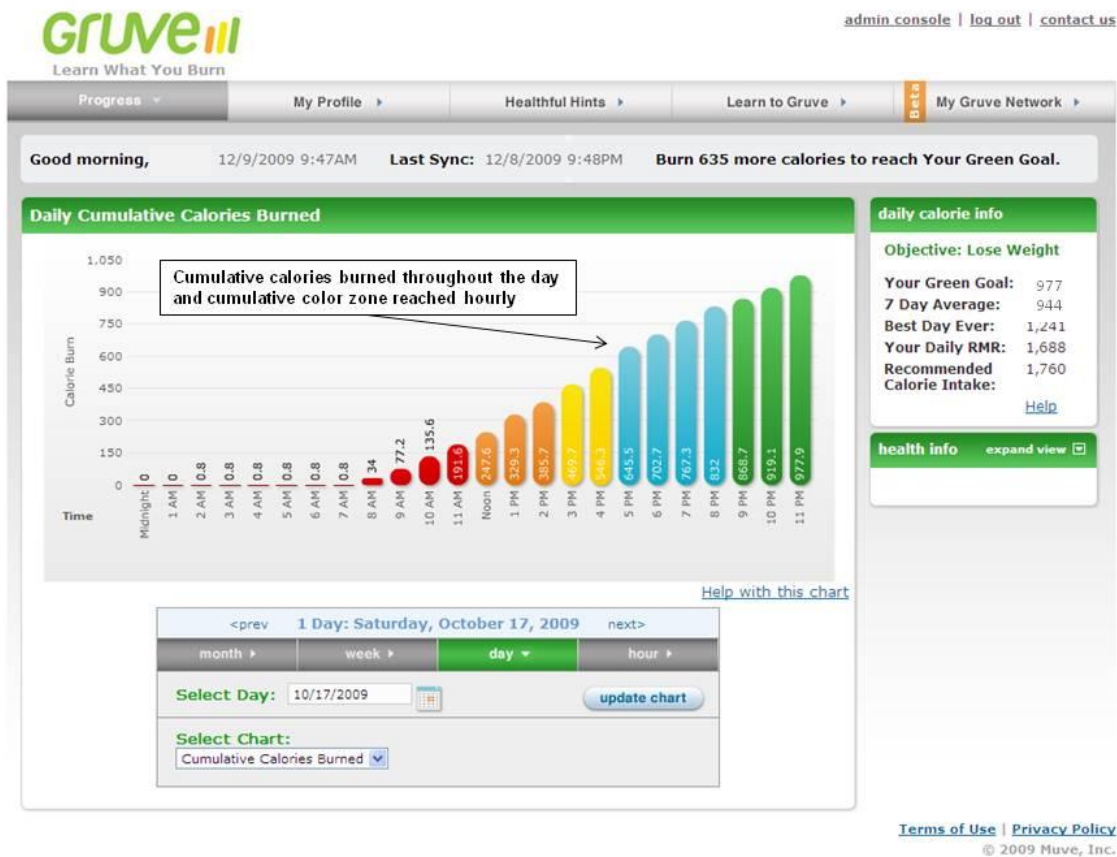 admin console | log out | contact us
Gruve
Learn What You Burn
Progress
My Profile
Healthful Hints
Learn to Gruve
Beta
My Gruve Network
Good morning, 12/9/2009 9:47AM Last Sync: 12/8/2009 9:48PM Burn 635 more calories to reach Your Green Goal.
Daily Cumulative Calories Burned
Cumulative calories burned throughout the day
and cumulative color zone reached hourly
Calorie Burn
1,050
900
750
600
450
300
150
0
0
0
0.8
0.8
0.8
0.8
0.8
0.8
34
77.2
135.6
191.6
247.6
329.3
385.7
469.7
546.3
645.5
702.7
767.3
832
868.7
919.1
977.9
Time
Midnight
1 AM
2 AM
3 AM
4 AM
5 AM
6 AM
7 AM
8 AM
9 AM
10 AM
11 AM
Noon
1 PM
2 PM
3 PM
4 PM
5 PM
6 PM
7 PM
8 PM
9 PM
10 PM
11 PM
Help with this chart
<prev 1 Day: Saturday, October 17, 2009 next>
month
week
day
hour
Select Day: 10/17/2009
update chart
Select Chart:
Cumulative Calories Burned
daily calorie info
Objective: Lose Weight
Your Green Goal: 977
7 Day Average: 944
Best Day Ever: 1,241
Your Daily RMR: 1,688
Recommended 1,760
Calorie Intake:
Help
health info expand view
Terms of Use | Privacy Policy
© 2009 Muve, Inc.